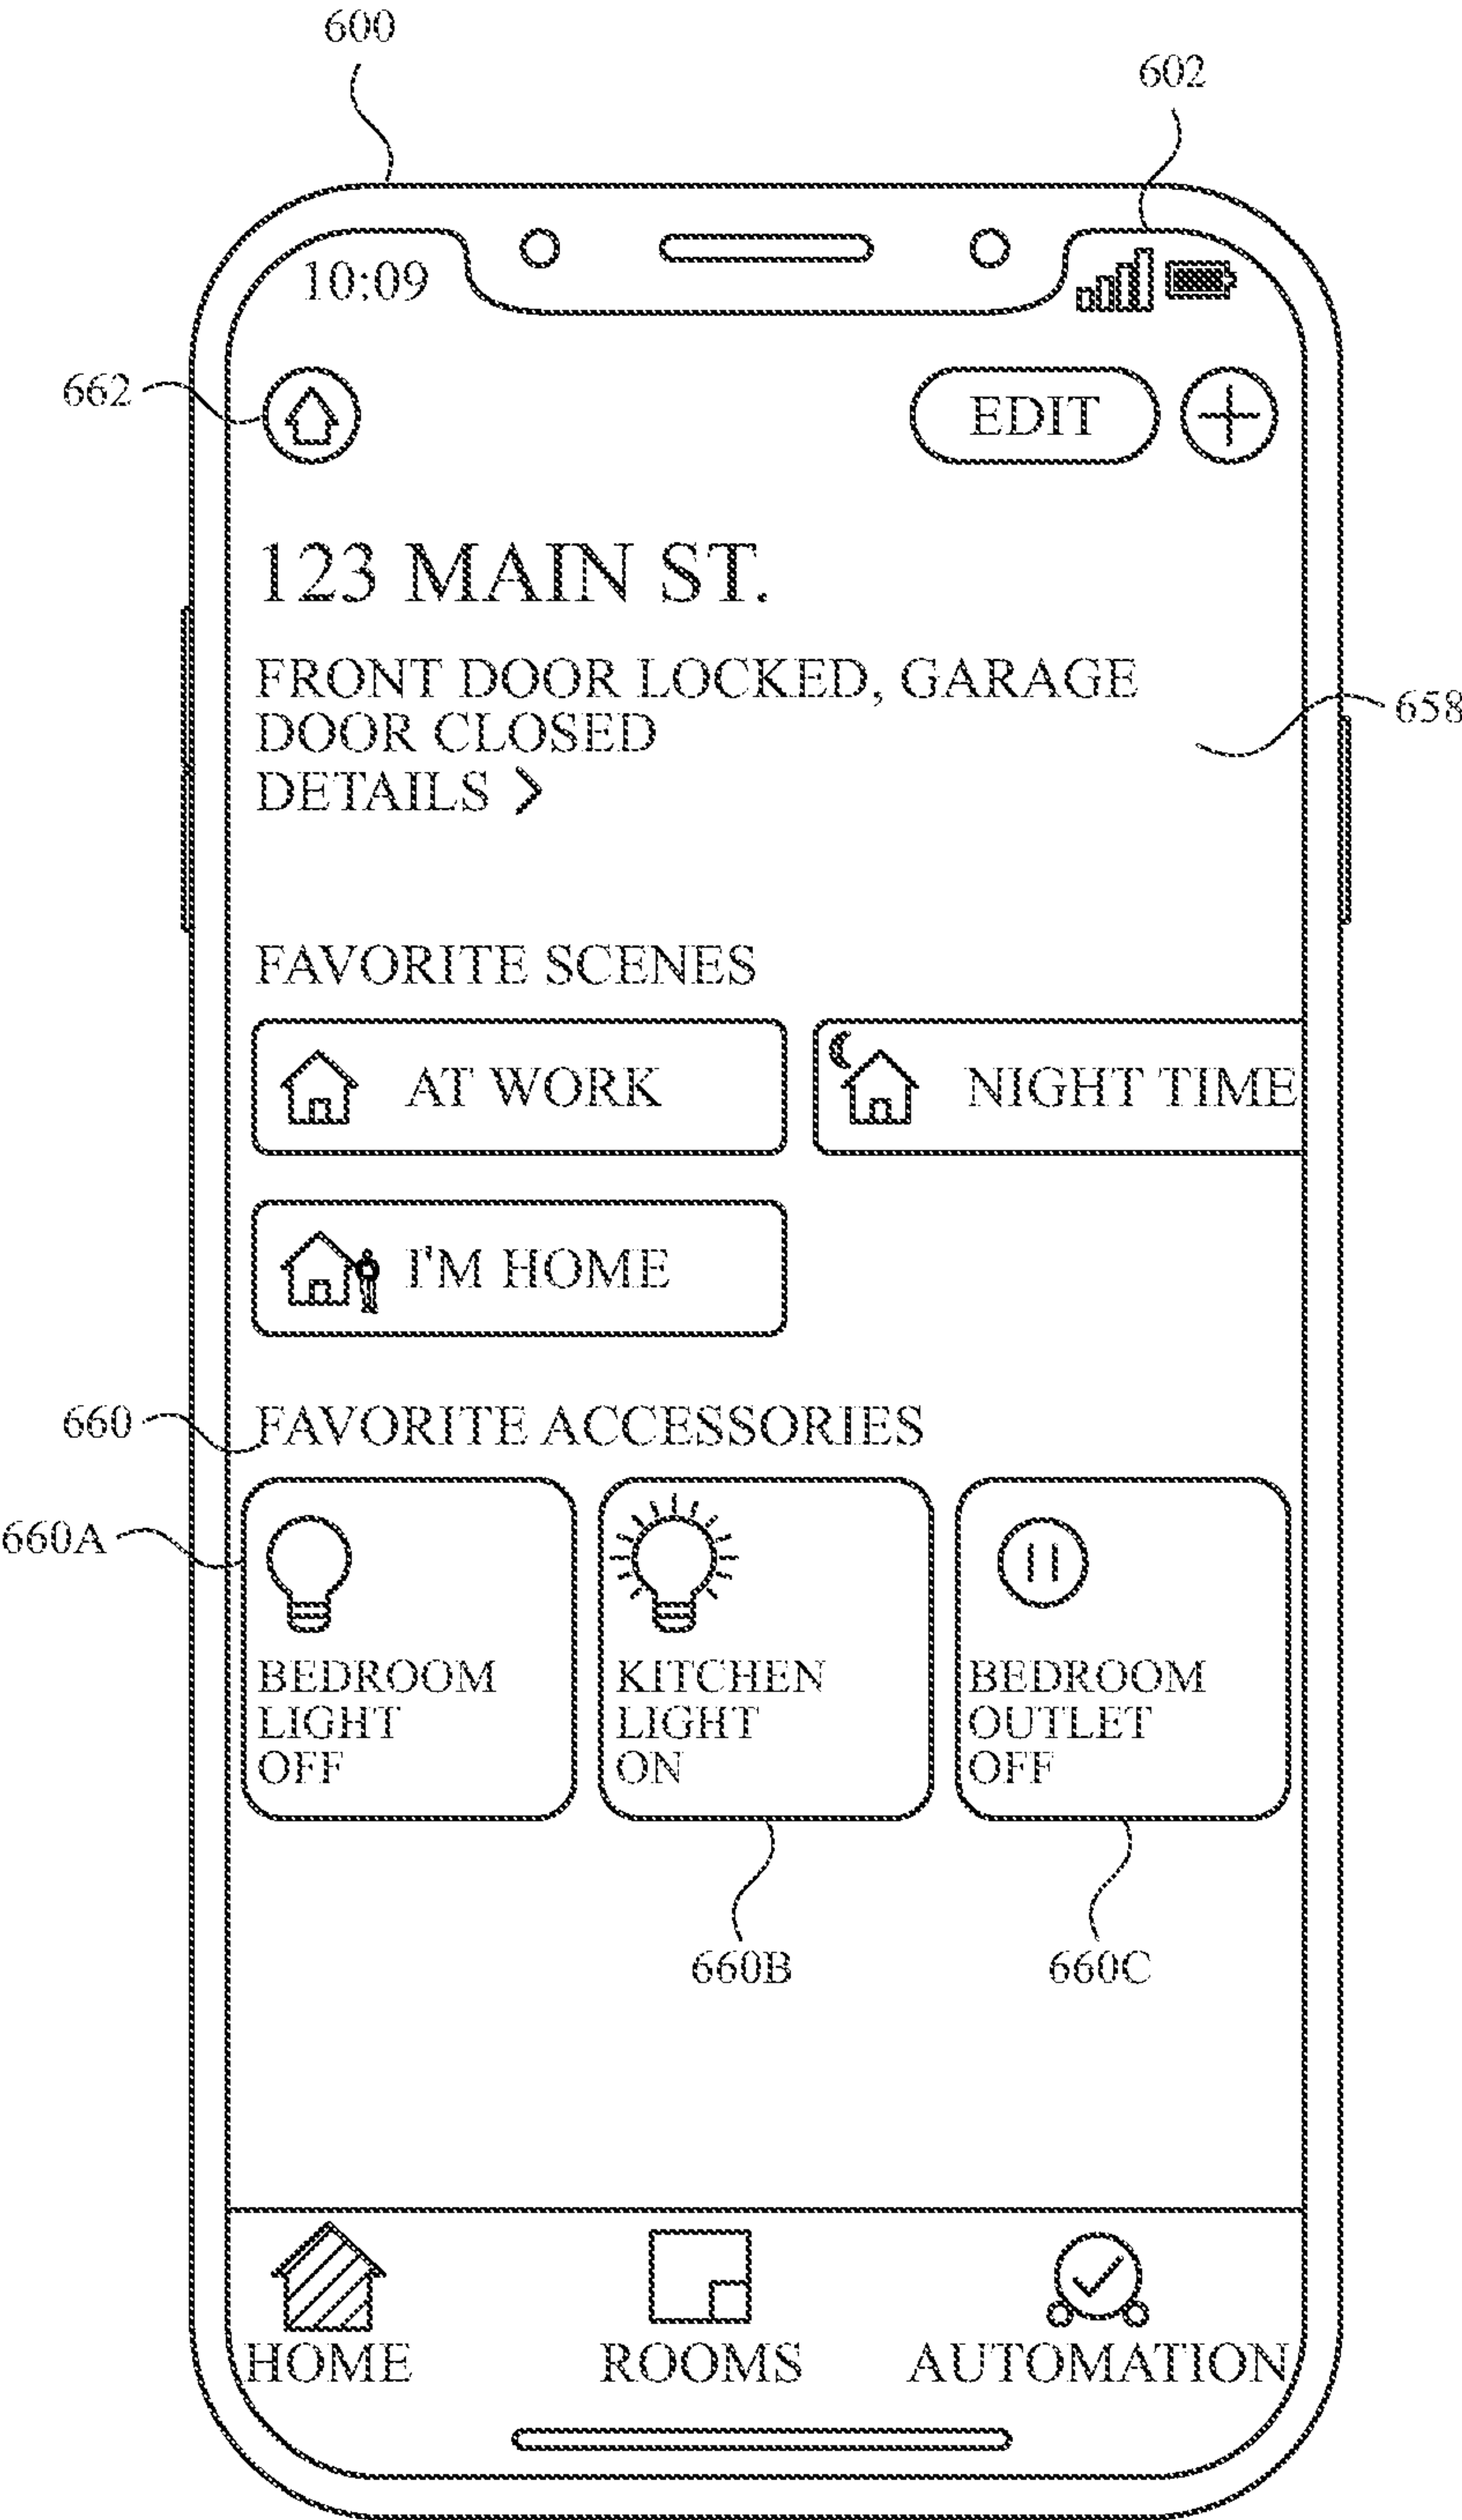 600
602
10:09
662
EDIT
123 MAIN ST.
FRONT DOOR LOCKED, GARAGE
DOOR CLOSED
658
DETAILS >
FAVORITE SCENES
AT WORK
NIGHT TIME
I'M HOME
660
FAVORITE ACCESSORIES
660A
BEDROOM
LIGHT
OFF
KITCHEN
LIGHT
ON
BEDROOM
OUTLET
OFF
660B
660C
HOME
ROOMS
AUTOMATION